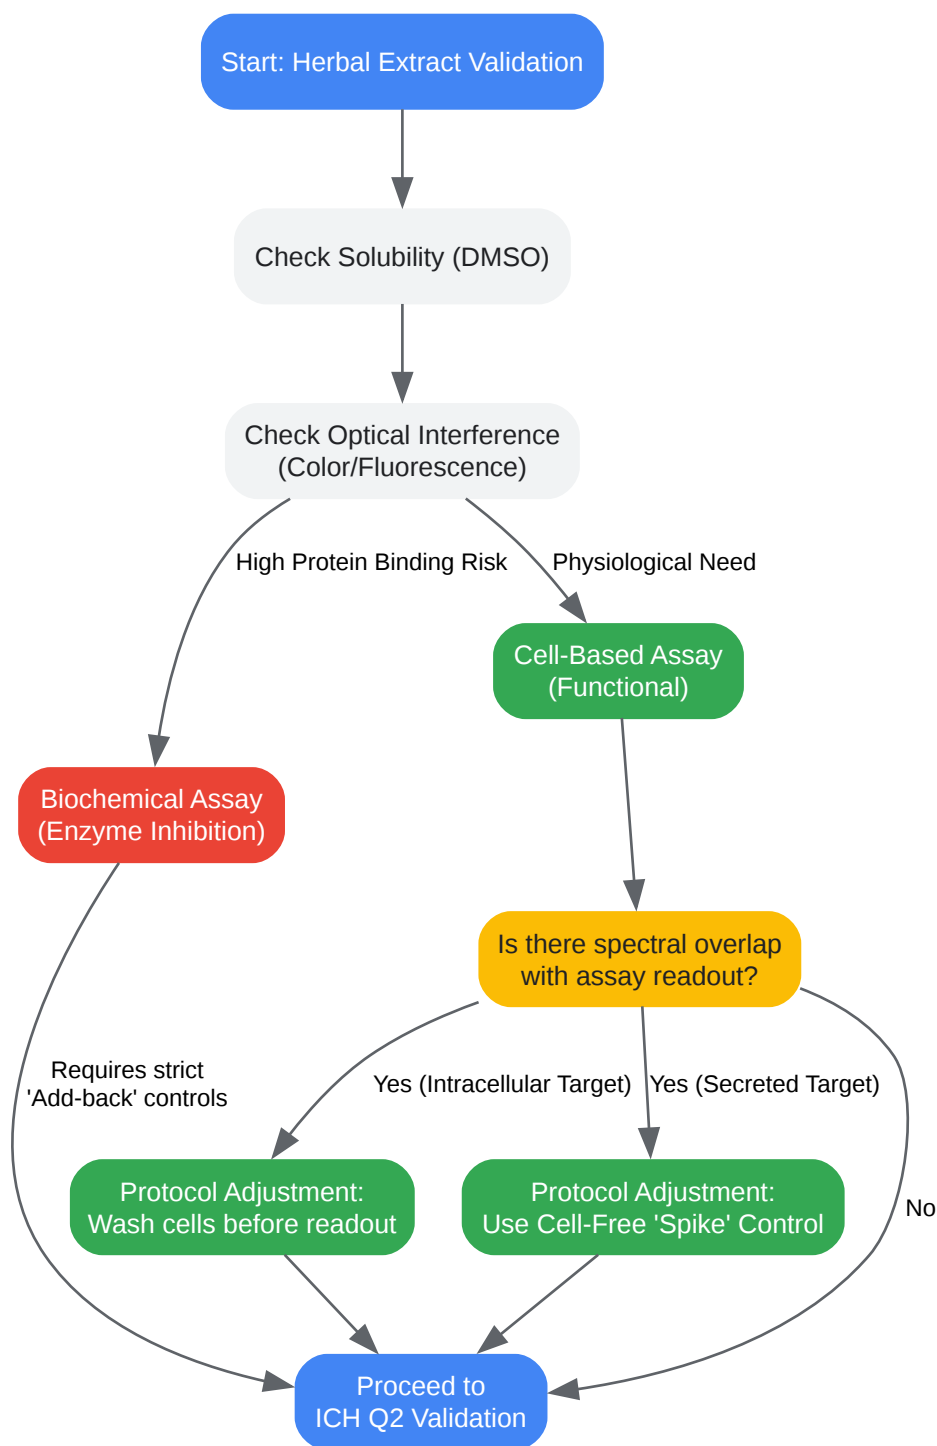 Start: Herbal Extract Validation
Check Solubility (DMSO)
Check Optical Interference
(Color/Fluorescence)
High Protein Binding Risk
Physiological Need
Cell-Based Assay
(Functional)
Biochemical Assay
(Enzyme Inhibition)
Is there spectral overlap
with assay readout?
Requires strict
'Add-back' controls
Yes (Intracellular Target)
Yes (Secreted Target)
No
Protocol Adjustment:
Wash cells before readout
Protocol Adjustment:
Use Cell-Free 'Spike' Control
Proceed to
ICH Q2 Validation